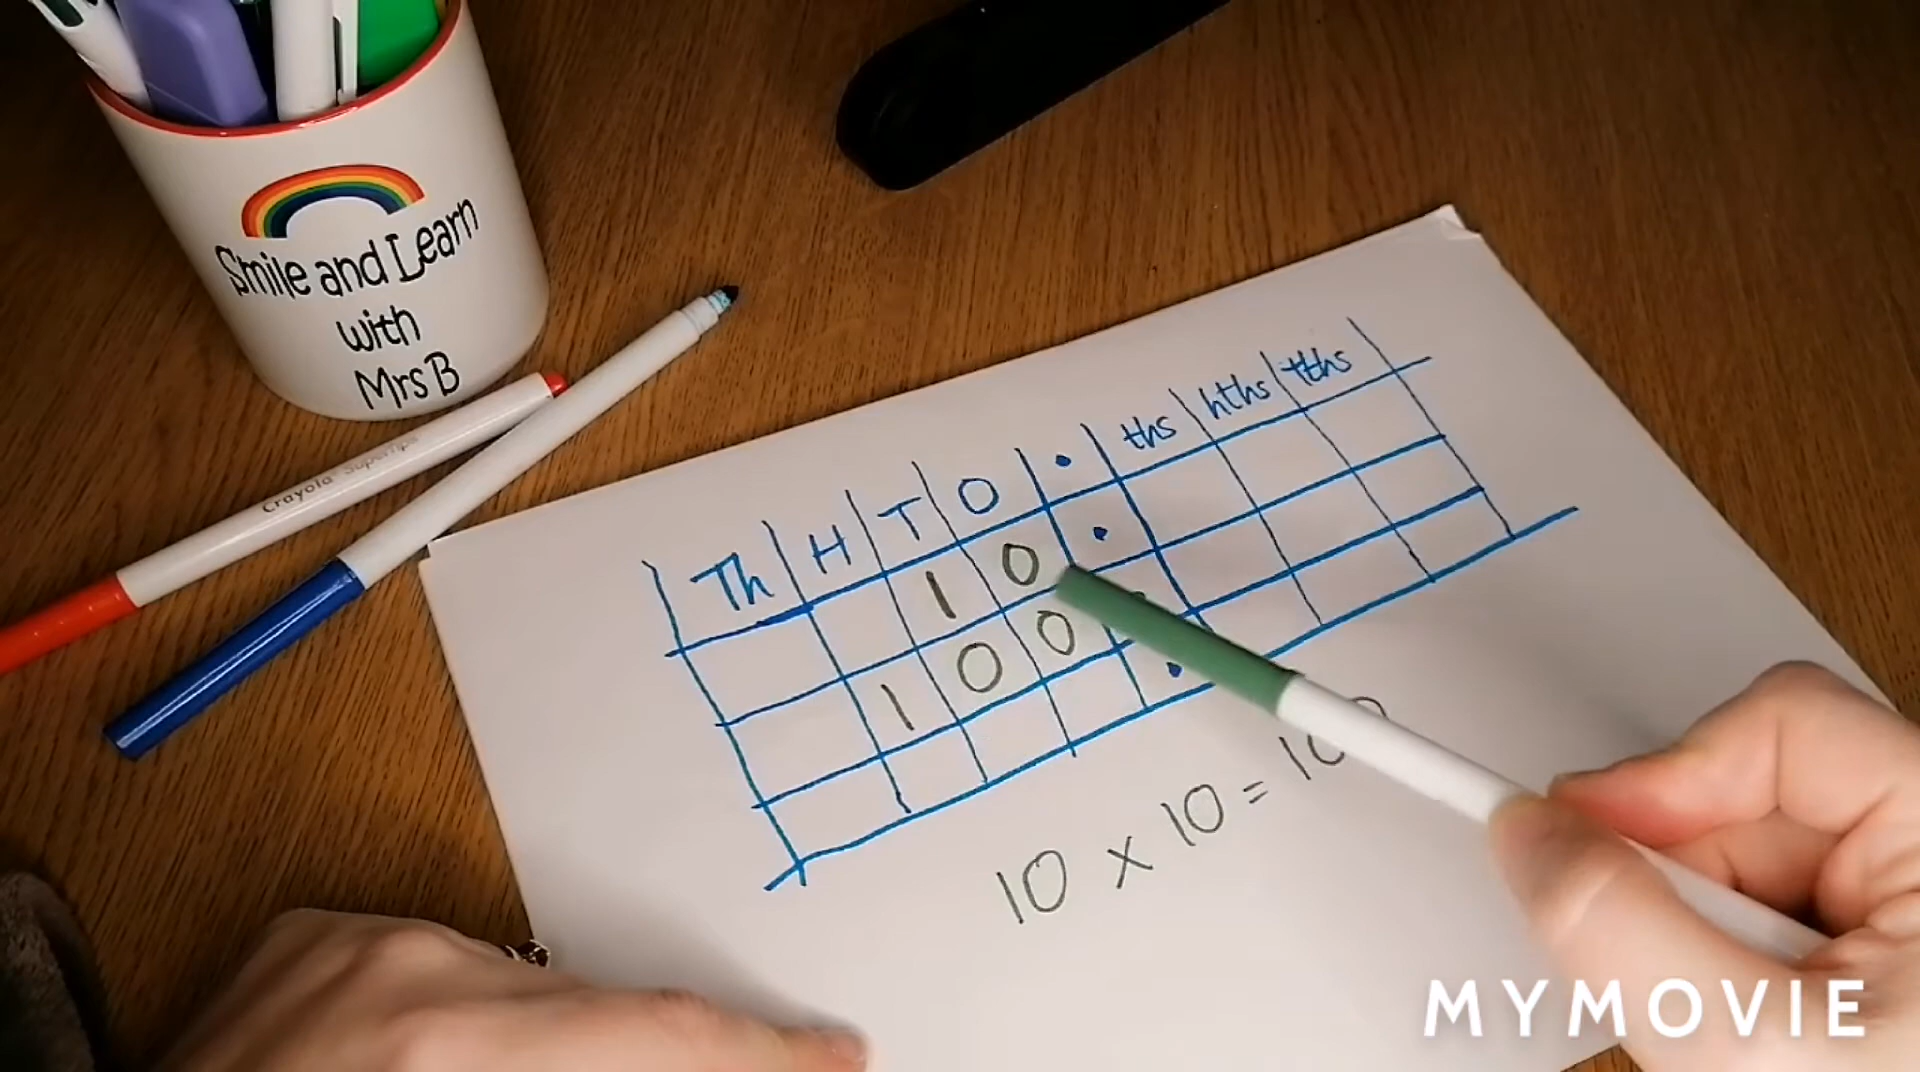 Smile and Learn
with
Mrs B
Crayola Supertips
Th H T O . ths hths tths
1 0 .
1 0 0
.
10 x 10 = 10
MYMOVIE